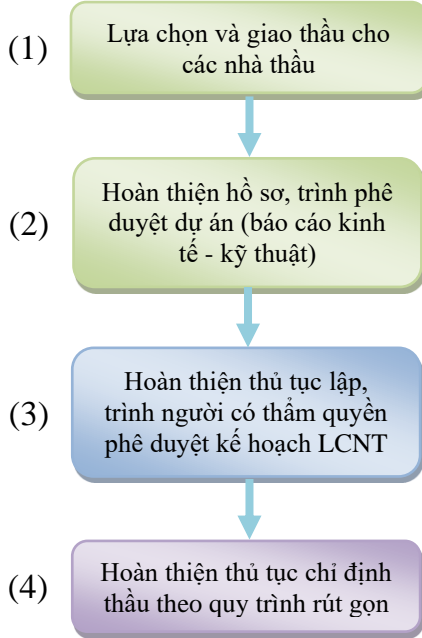 (1)
Lựa chọn và giao thầu cho
các nhà thầu
(2)
Hoàn thiện hồ sơ, trình phê
duyệt dự án (báo cáo kinh
tế - kỹ thuật)
(3)
Hoàn thiện thủ tục lập,
trình người có thẩm quyền
phê duyệt kế hoạch LCNT
(4)
Hoàn thiện thủ tục chỉ định
thầu theo quy trình rút gọn